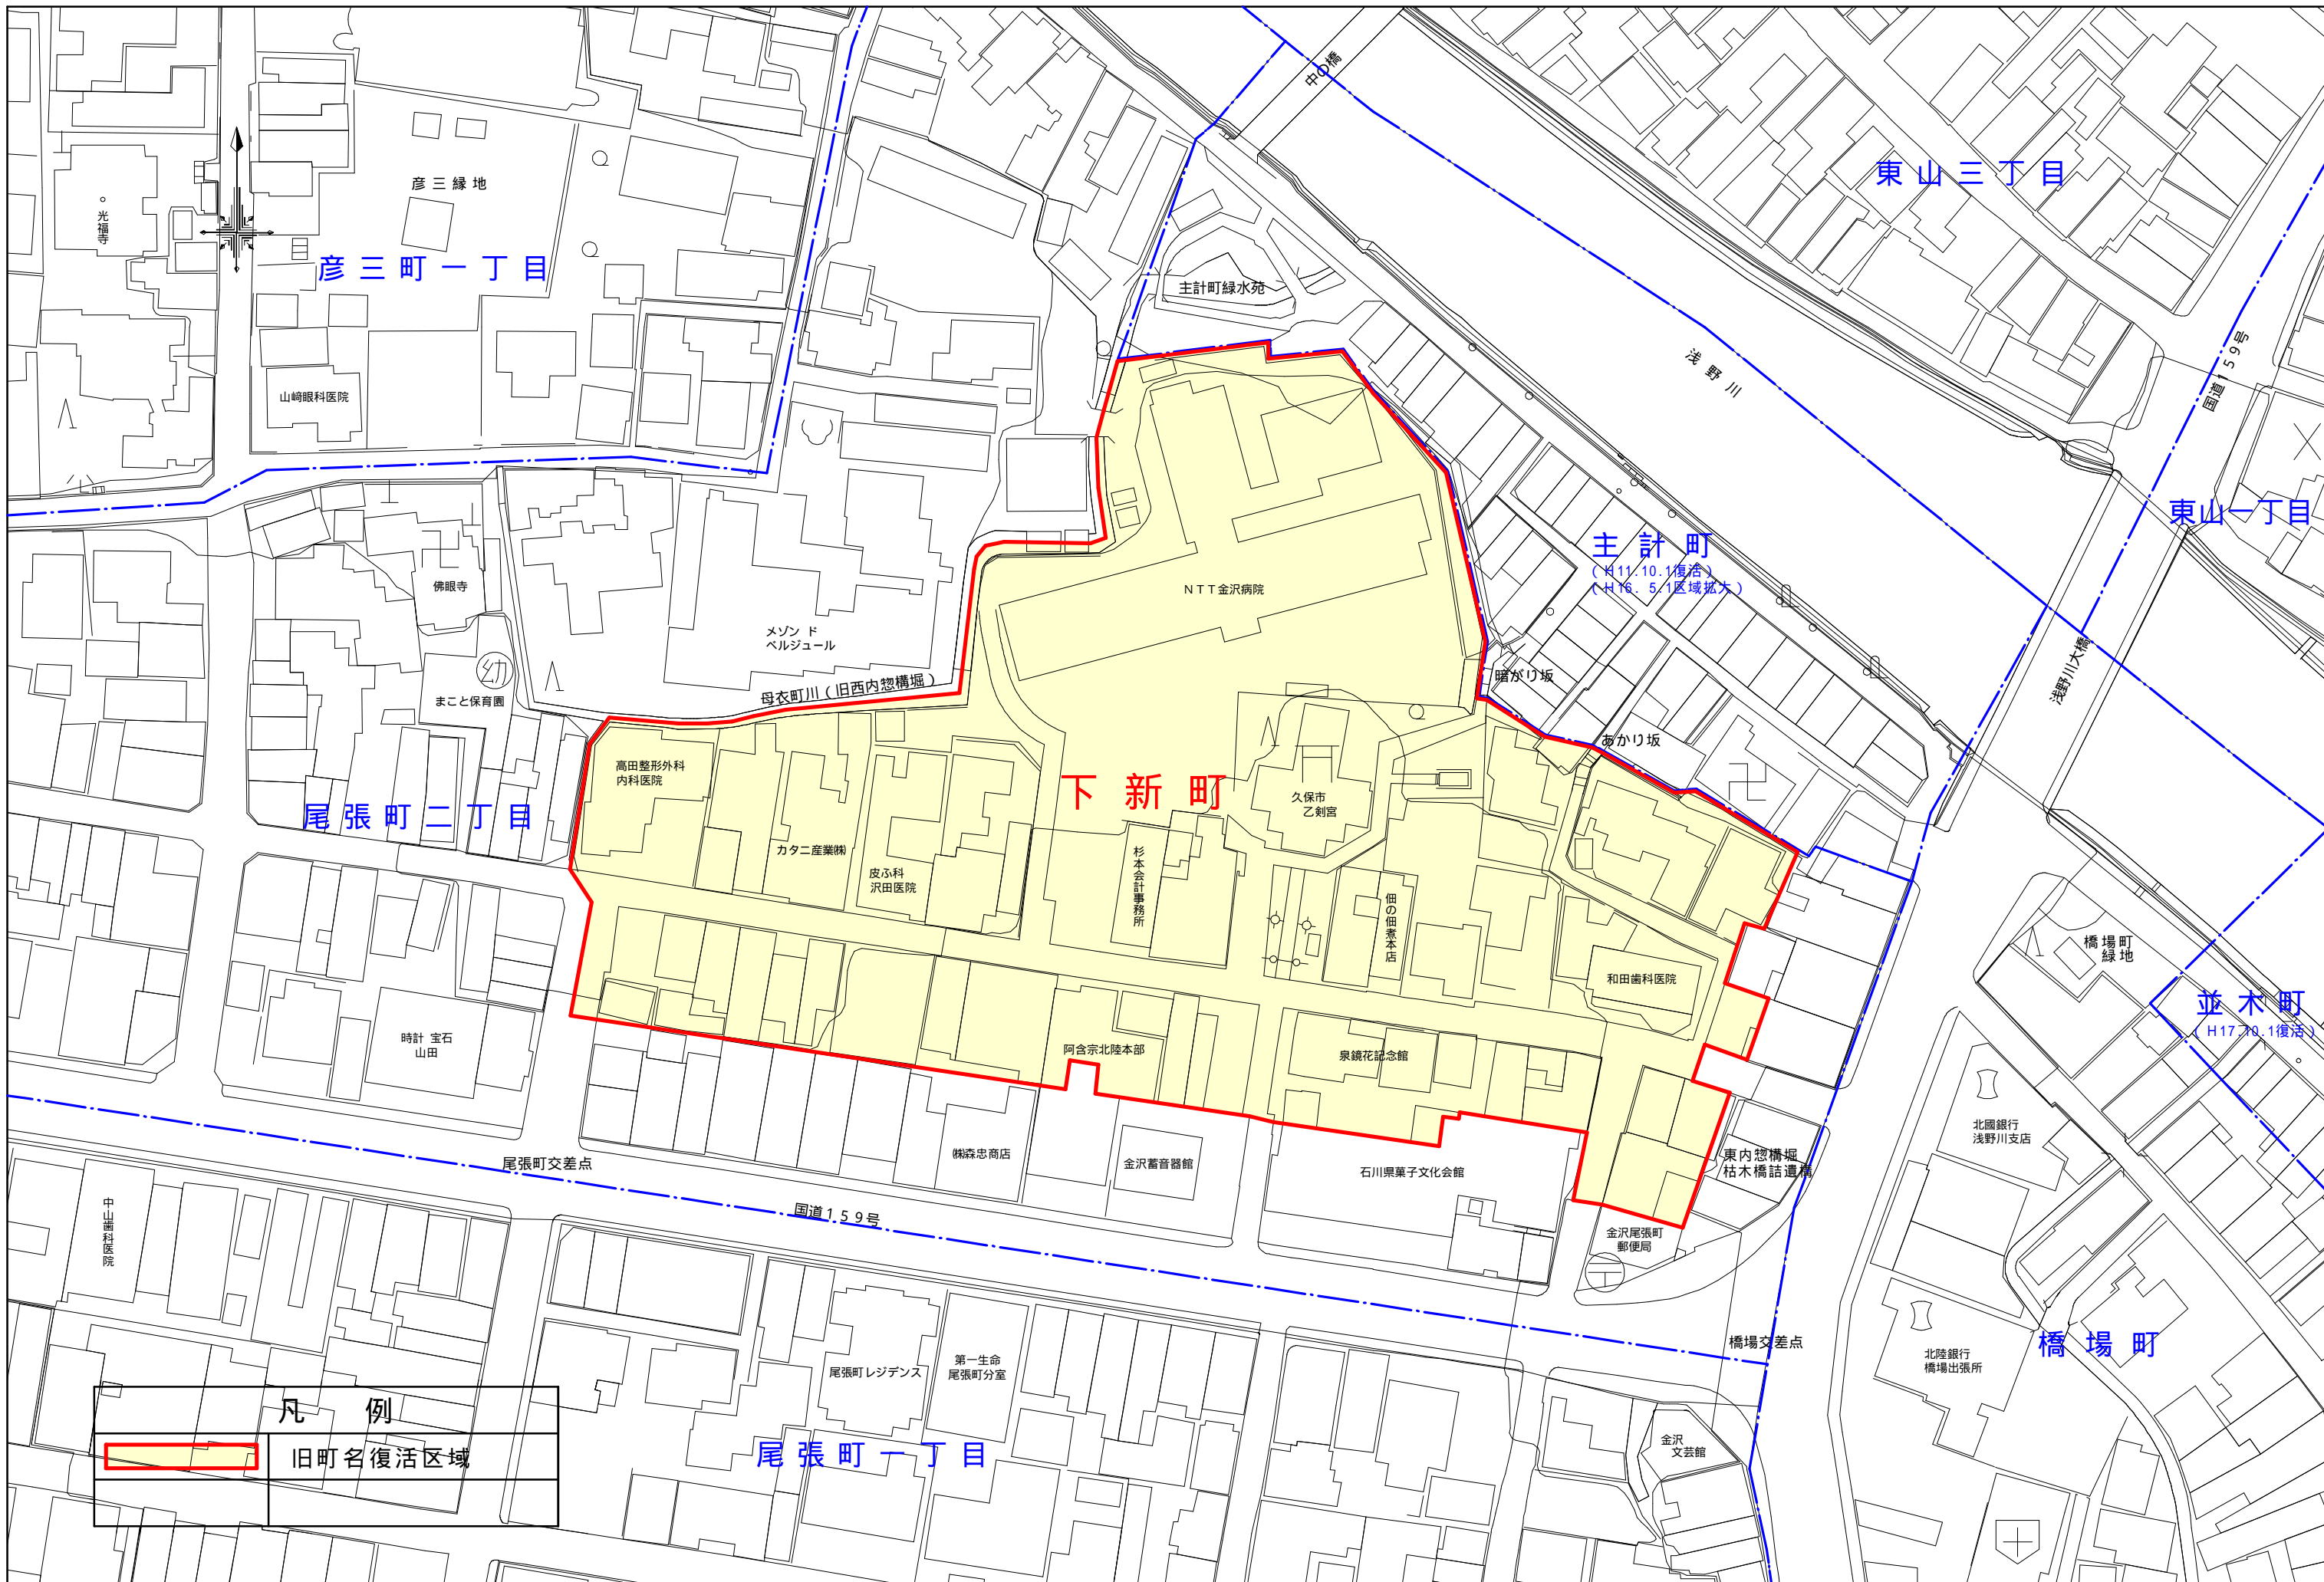 中の橋
東山三丁目
彦三緑地
光福寺
彦三町一丁目
主計町緑水苑
浅野川
国道159号
山崎眼科医院
東山一丁目
主計町
(H11.10.1復活)
(H16. 5.1区域拡大)
佛眼寺
NTT金沢病院
メゾン ド
ベルジュール
幼
まこと保育園
母衣町川(旧西内惣構堀)
暗がり坂
浅野川大橋
あかり坂
高田整形外科
内科医院
下新町
久保市
乙剣宮
尾張町二丁目
カタニ産業㈱
皮ふ科
沢田医院
杉本会計事務所
佃の佃煮本店
和田歯科医院
橋場町
緑地
並木町
(H17.10.1復活)
時計 宝石
山田
阿含宗北陸本部
泉鏡花記念館
北國銀行
浅野川支店
㈱森忠商店
金沢蓄音器館
石川県菓子文化会館
東内惣構堀
枯木橋詰遺構
尾張町交差点
中山歯科医院
国道159号
金沢尾張町
郵便局
橋場交差点
橋場町
北陸銀行
橋場出張所
尾張町レジデンス
第一生命
尾張町分室
尾張町一丁目
金沢
文芸館
凡例
旧町名復活区域